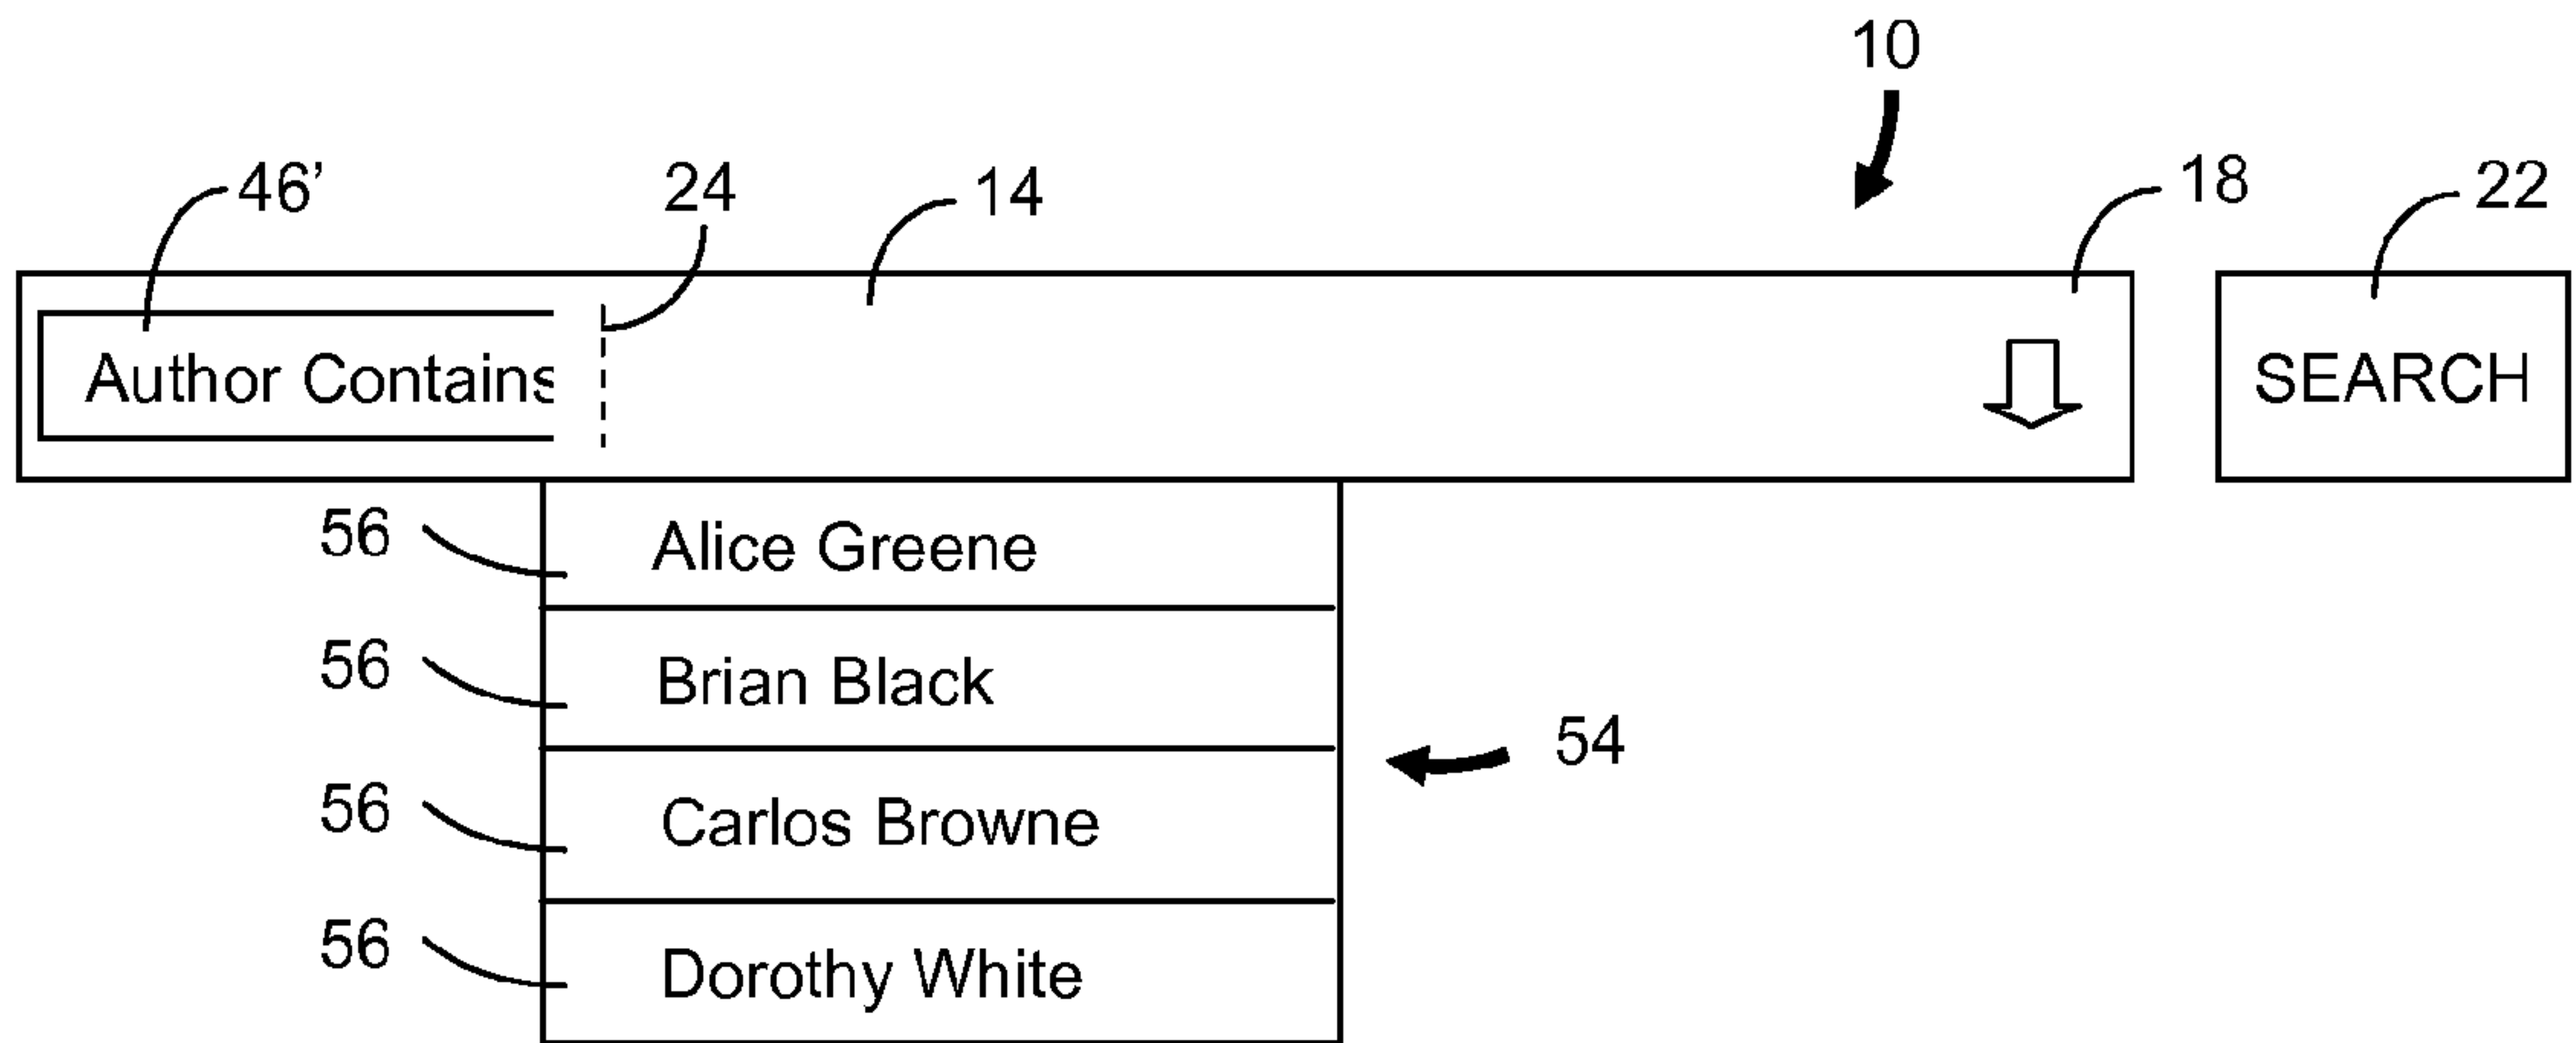 10
46’ 24 14 18 22
Author Contains SEARCH
56 Alice Greene
56 Brian Black
54
56 Carlos Browne
56 Dorothy White